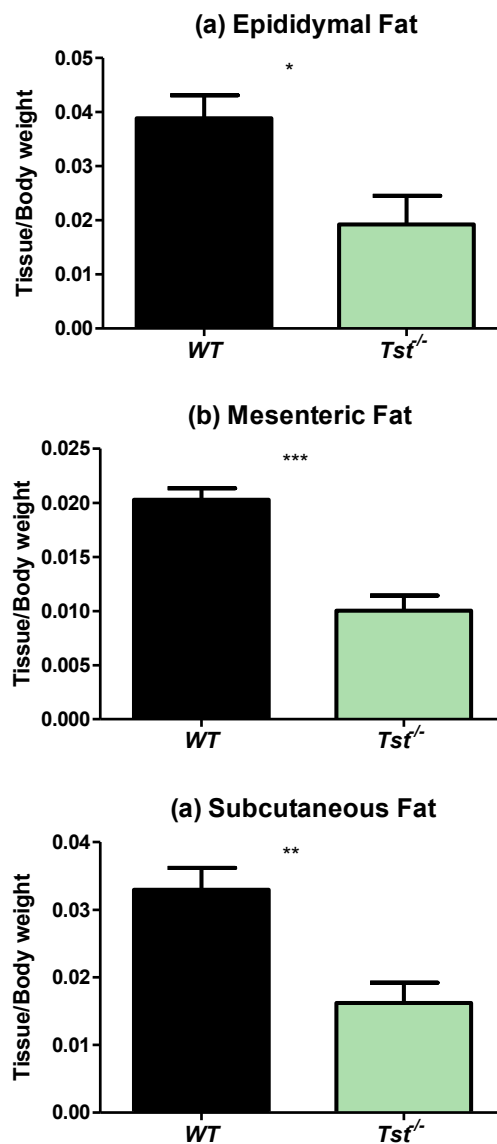 (a) Epididymal Fat
*
Tissue/Body weight
0.05
0.04
0.03
0.02
0.01
0.00
WT
Tst-/-
(b) Mesenteric Fat
***
Tissue/Body weight
0.025
0.020
0.015
0.010
0.005
0.000
WT
Tst-/-
(a) Subcutaneous Fat
**
Tissue/Body weight
0.04
0.03
0.02
0.01
0.00
WT
Tst-/-